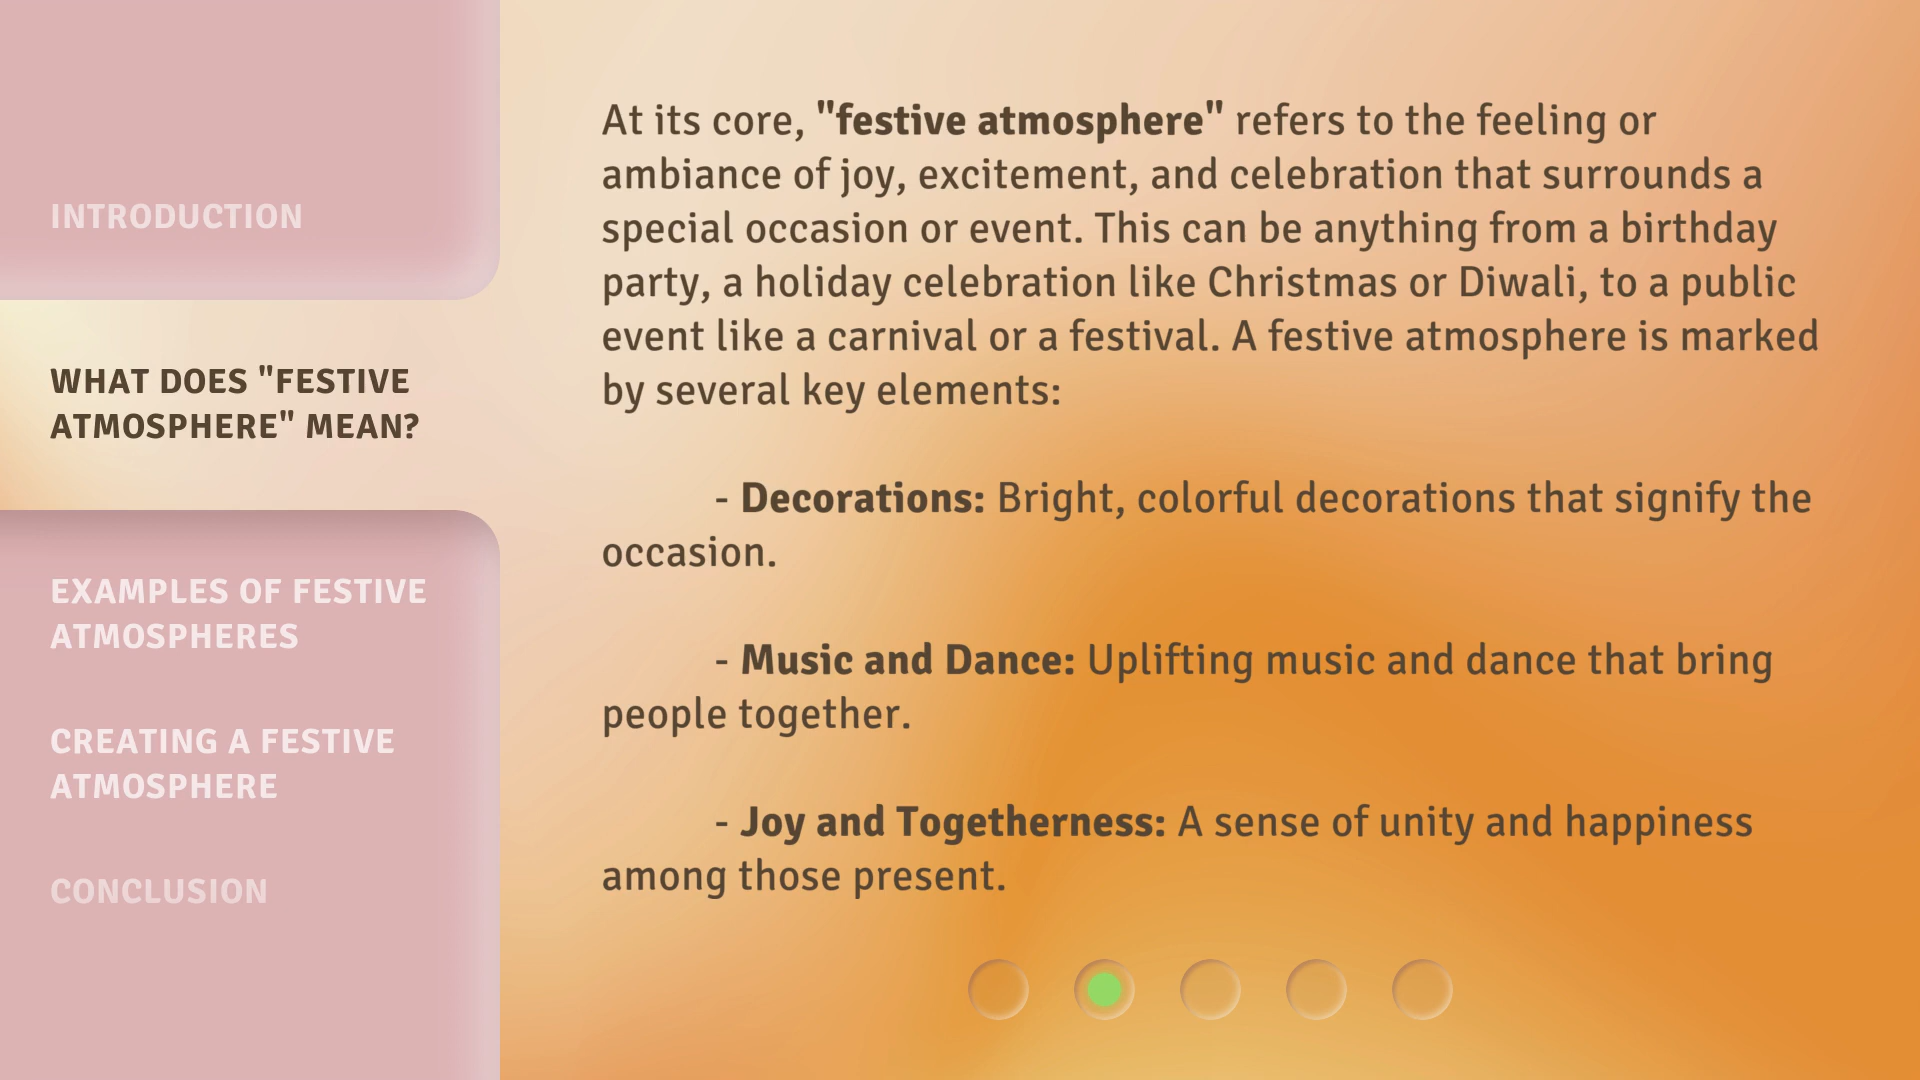 INTRODUCTION
WHAT DOES "FESTIVE
ATMOSPHERE" MEAN?
EXAMPLES OF FESTIVE
ATMOSPHERES
CREATING A FESTIVE
ATMOSPHERE
CONCLUSION
At its core, "festive atmosphere" refers to the feeling or
ambiance of joy, excitement, and celebration that surrounds a
special occasion or event. This can be anything from a birthday
party, a holiday celebration like Christmas or Diwali, to a public
event like a carnival or a festival. A festive atmosphere is marked
by several key elements:
- Decorations: Bright, colorful decorations that signify the
occasion.
- Music and Dance: Uplifting music and dance that bring
people together.
- Joy and Togetherness: A sense of unity and happiness
among those present.